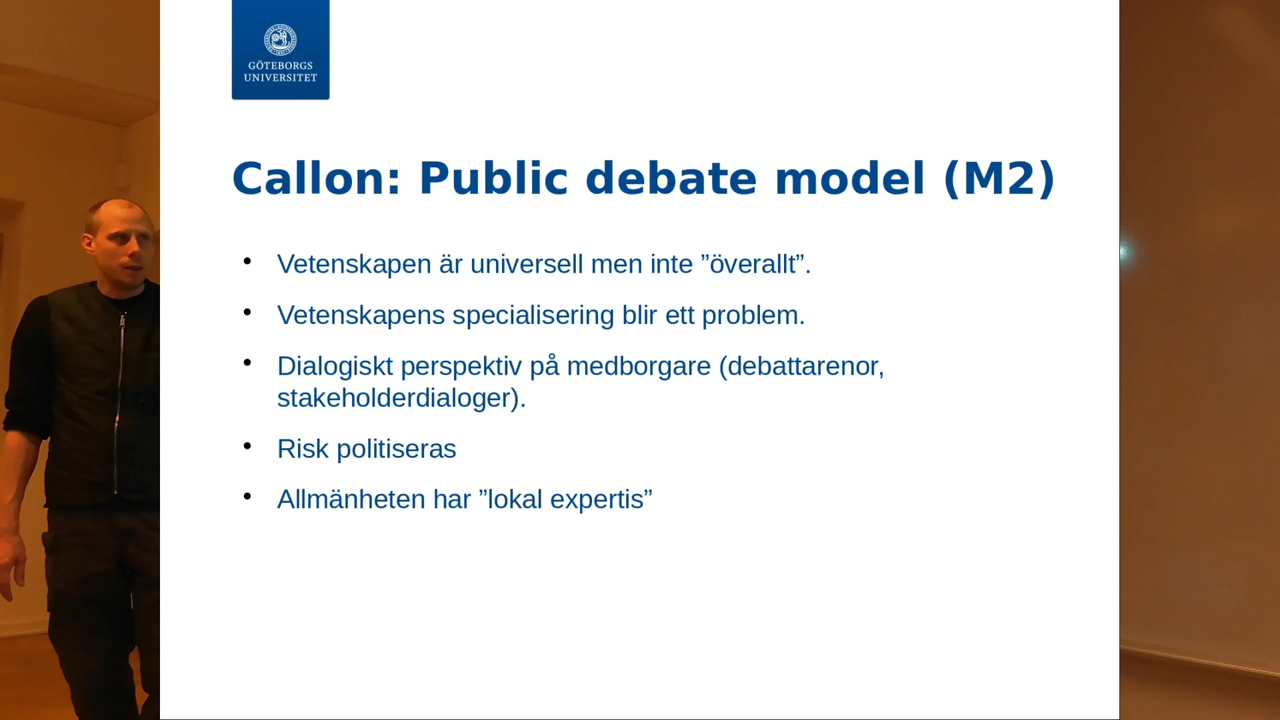 GÖTEBORGS
UNIVERSITET
Callon: Public debate model (M2)
• Vetenskapen är universell men inte ”överallt”.
• Vetenskapens specialisering blir ett problem.
• Dialogiskt perspektiv på medborgare (debattarenor,
stakeholderdialoger).
• Risk politiseras
• Allmänheten har ”lokal expertis”